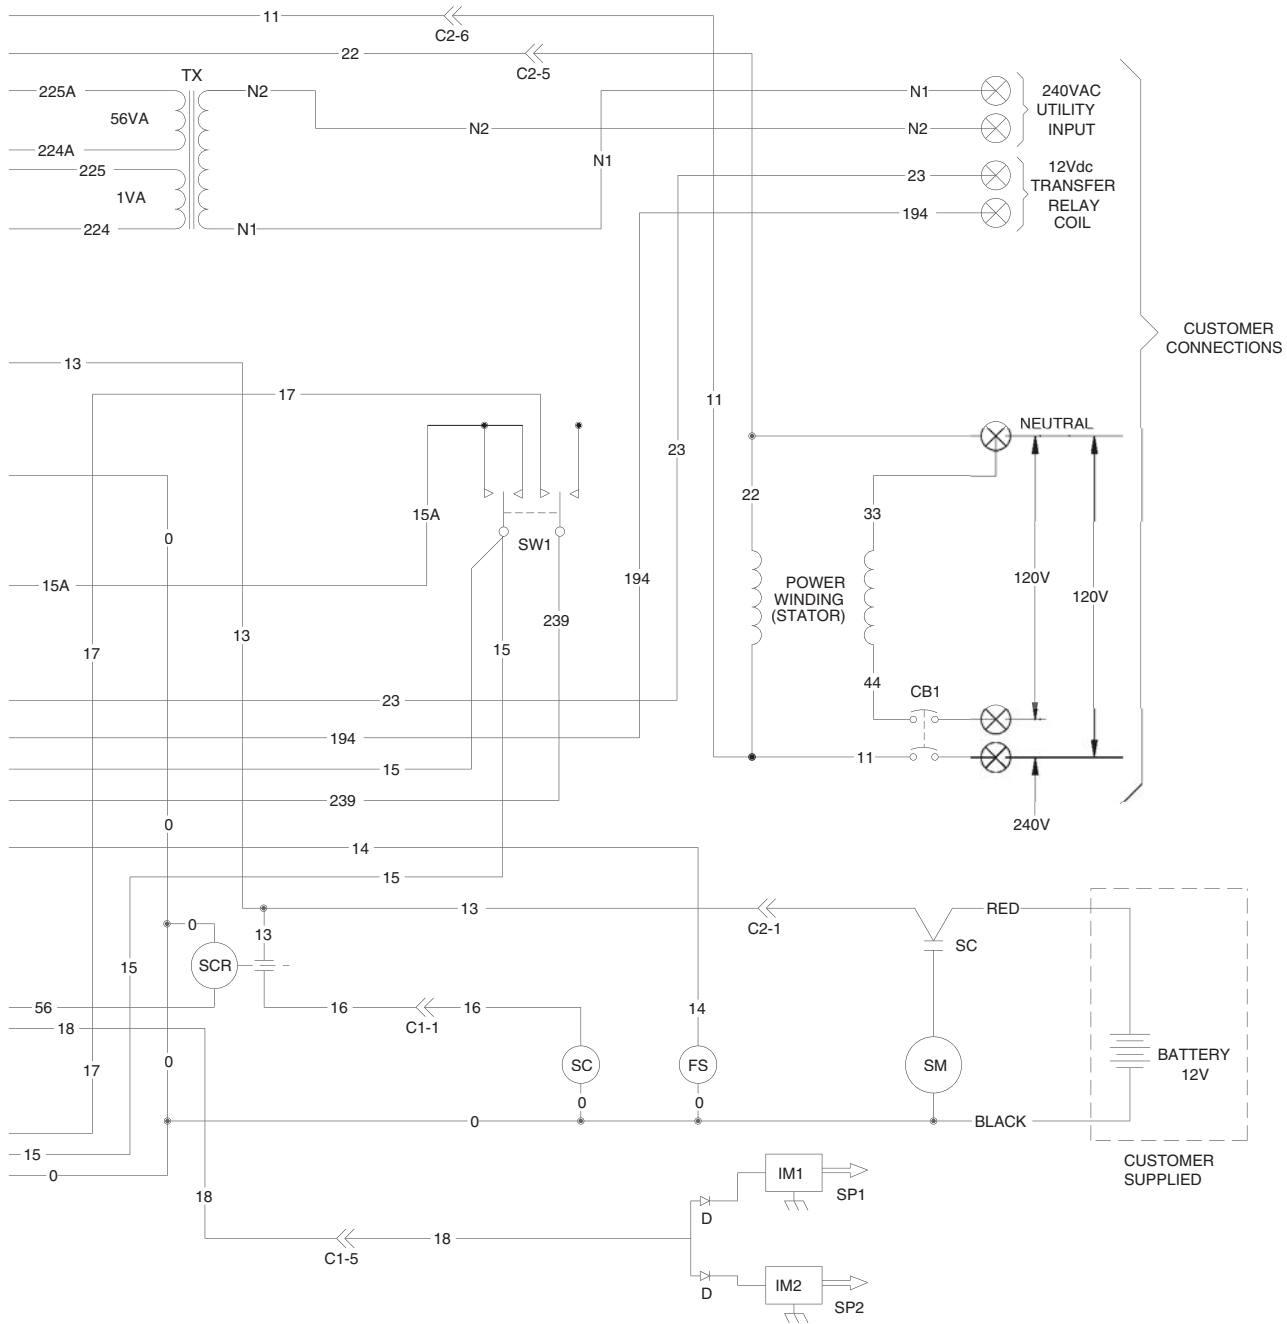 11
C2-6
22
C2-5
TX
225A
N2
N1
240VAC
UTILITY
INPUT
56VA
N2
N2
224A
225
N1
23
12Vdc
TRANSFER
RELAY
COIL
1VA
194
224
N1
CUSTOMER
CONNECTIONS
13
17
11
NEUTRAL
23
22
15A
33
0
SW1
15A
194
POWER
WINDING
(STATOR)
120V
120V
239
13
15
17
44
CB1
23
194
11
15
239
0
240V
14
15
13
RED
0
13
C2-1
SC
SCR
15
56
16
16
14
18
C1-1
BATTERY
12V
0
SC
FS
SM
17
0
0
0
BLACK
15
0
CUSTOMER
SUPPLIED
IM1
SP1
18
D
18
C1-5
IM2
D
SP2